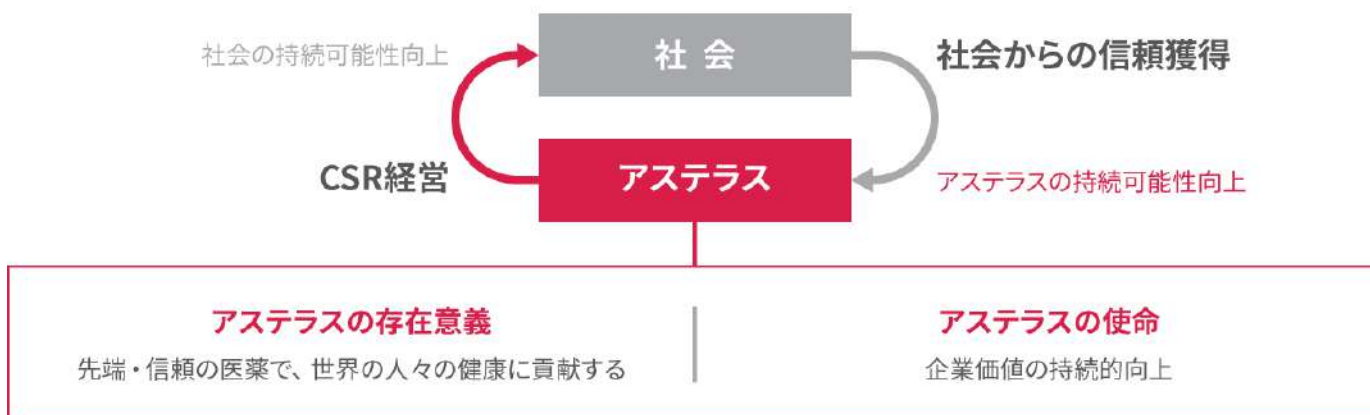 社会の持続可能性向上
社会
社会からの信頼獲得
CSR経営
アステラス
アステラスの持続可能性向上
アステラスの存在意義
先端・信頼の医薬で、世界の人々の健康に貢献する
アステラスの使命
企業価値の持続的向上